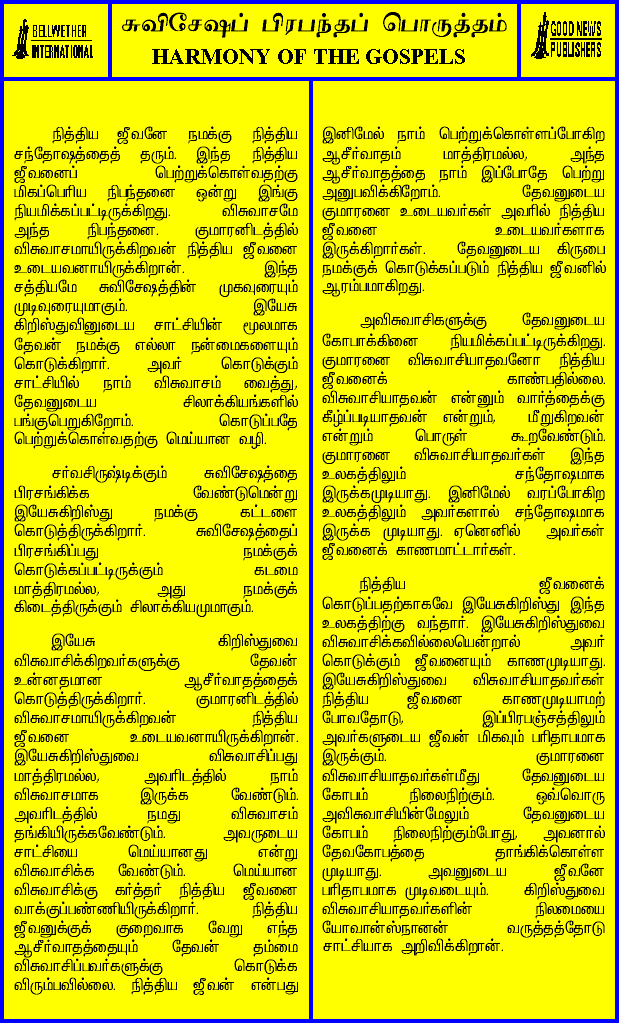 BELLWETHER
INTERNATIONAL
சுவிசேஷப் பிரபந்தப் பொருத்தம்
HARMONY OF THE GOSPELS
GOOD NEWS
PUBLISHERS
நித்திய ஜீவனே நமக்கு நித்திய
சந்தோஷத்தைத் தரும். இந்த நித்திய
ஜீவனைப் பெற்றுக்கொள்வதற்கு
மிகப்பெரிய நிபந்தனை ஒன்று இங்கு
நியமிக்கப்பட்டிருக்கிறது. விசுவாசமே
அந்த நிபந்தனை. குமாரனிடத்தில்
விசுவாசமாயிருக்கிறவன் நித்திய ஜீவனை
உடையவனாயிருக்கிறான். இந்த
சத்தியமே சுவிசேஷத்தின் முகவுரையும்
முடிவுரையுமாகும். இயேசு
கிறிஸ்துவினுடைய சாட்சியின் மூலமாக
தேவன் நமக்கு எல்லா நன்மைகளையும்
கொடுக்கிறார். அவர் கொடுக்கும்
சாட்சியில் நாம் விசுவாசம் வைத்து,
தேவனுடைய சிலாக்கியங்களில்
பங்குபெறுகிறோம். கொடுப்பதே
பெற்றுக்கொள்வதற்கு மெய்யான வழி.
சர்வசிருஷ்டிக்கும் சுவிசேஷத்தை
பிரசங்கிக்க வேண்டுமென்று
இயேசுகிறிஸ்து நமக்கு கட்டளை
கொடுத்திருக்கிறார். சுவிசேஷத்தைப்
பிரசங்கிப்பது நமக்குக்
கொடுக்கப்பட்டிருக்கும் கடமை
மாத்திரமல்ல, அது நமக்குக்
கிடைத்திருக்கும் சிலாக்கியமுமாகும்.
இயேசு கிறிஸ்துவை
விசுவாசிக்கிறவர்களுக்கு தேவன்
உன்னதமான ஆசீர்வாதத்தைக்
கொடுத்திருக்கிறார். குமாரனிடத்தில்
விசுவாசமாயிருக்கிறவன் நித்திய
ஜீவனை உடையவனாயிருக்கிறான்.
இயேசுகிறிஸ்துவை விசுவாசிப்பது
மாத்திரமல்ல, அவரிடத்தில் நாம்
விசுவாசமாக இருக்க வேண்டும்.
அவரிடத்தில் நமது விசுவாசம்
தங்கியிருக்கவேண்டும். அவருடைய
சாட்சியை மெய்யானது என்று
விசுவாசிக்க வேண்டும். மெய்யான
விசுவாசிக்கு கர்த்தர் நித்திய ஜீவனை
வாக்குப்பண்ணியிருக்கிறார். நித்திய
ஜீவனுக்குக் குறைவாக வேறு எந்த
ஆசீர்வாதத்தையும் தேவன் தம்மை
விசுவாசிப்பவர்களுக்கு கொடுக்க
விரும்பவில்லை. நித்திய ஜீவன் என்பது
இனிமேல் நாம் பெற்றுக்கொள்ளப்போகிற
ஆசீர்வாதம் மாத்திரமல்ல, அந்த
ஆசீர்வாதத்தை நாம் இப்போதே பெற்று
அனுபவிக்கிறோம். தேவனுடைய
குமாரனை உடையவர்கள் அவரில் நித்திய
ஜீவனை உடையவர்களாக
இருக்கிறார்கள். தேவனுடைய கிருபை
நமக்குக் கொடுக்கப்படும் நித்திய ஜீவனில்
ஆரம்பமாகிறது.
அவிசுவாசிகளுக்கு தேவனுடைய
கோபாக்கினை நியமிக்கப்பட்டிருக்கிறது.
குமாரனை விசுவாசியாதவனோ நித்திய
ஜீவனைக் காண்பதில்லை.
விசுவாசியாதவன் என்னும் வார்த்தைக்கு
கீழ்ப்படியாதவன் என்றும், மீறுகிறவன்
என்றும் பொருள் கூறவேண்டும்.
குமாரனை விசுவாசியாதவர்கள் இந்த
உலகத்திலும் சந்தோஷமாக
இருக்கமுடியாது. இனிமேல் வரப்போகிற
உலகத்திலும் அவர்களால் சந்தோஷமாக
இருக்க முடியாது. ஏனெனில் அவர்கள்
ஜீவனைக் காணமாட்டார்கள்.
நித்திய ஜீவனைக்
கொடுப்பதற்காகவே இயேசுகிறிஸ்து இந்த
உலகத்திற்கு வந்தார். இயேசுகிறிஸ்துவை
விசுவாசிக்கவில்லையென்றால் அவர்
கொடுக்கும் ஜீவனையும் காணமுடியாது.
இயேசுகிறிஸ்துவை விசுவாசியாதவர்கள்
நித்திய ஜீவனை காணமுடியாமற்
போவதோடு, இப்பிரபஞ்சத்திலும்
அவர்களுடைய ஜீவன் மிகவும் பரிதாபமாக
இருக்கும். குமாரனை
விசுவாசியாதவர்கள்மீது தேவனுடைய
கோபம் நிலைநிற்கும். ஒவ்வொரு
அவிசுவாசியின்மேலும் தேவனுடைய
கோபம் நிலைநிற்கும்போது, அவனால்
தேவகோபத்தை தாங்கிக்கொள்ள
முடியாது. அவனுடைய ஜீவனே
பரிதாபமாக முடிவடையும். கிறிஸ்துவை
விசுவாசியாதவர்களின் நிலமையை
யோவான்ஸ்நானன் வருத்தத்தோடு
சாட்சியாக அறிவிக்கிறான்.